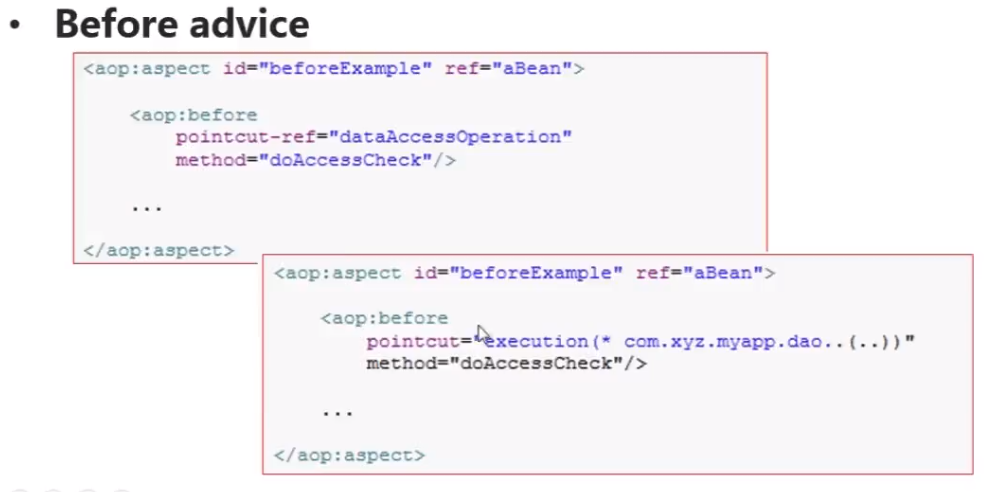 • Before advice
<aop:aspect id="beforeExample" ref="aBean">
<aop:before
pointcut-ref="dataAccessOperation"
method="doAccessCheck"/>
...
</aop:aspect>
<aop:aspect id="beforeExample" ref="aBean">
<aop:before
pointcut="execution(* com.xyz.myapp.dao..(..))"
method="doAccessCheck"/>
...
</aop:aspect>